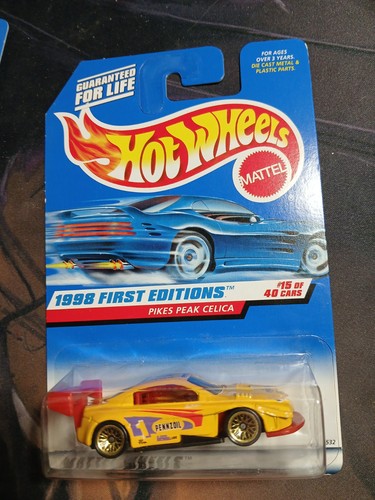 GUARANTEED
FOR LIFE
FOR AGES
OVER 3 YEARS.
DIE CAST METAL &
PLASTIC PARTS.
HOT WHEELS
MATTEL
1998 FIRST EDITIONS™
#15 OF
40 CARS
PIKES PEAK CELICA
1
PENNZOIL